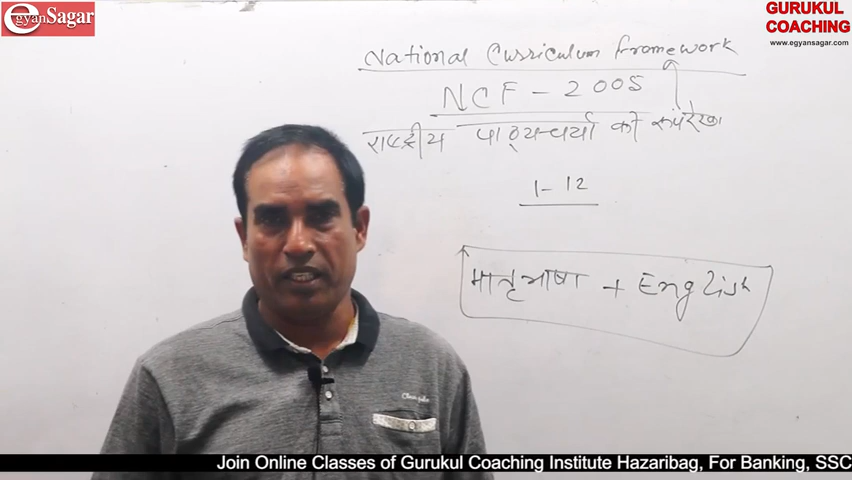 egyanSagar
GURUKUL
COACHING
www.egyansagar.com
National Curriculum Framework
NCF - 2005
राष्ट्रीय पाठ्यचर्या की रूपरेखा
1-12
मातृभाषा + English
Join Online Classes of Gurukul Coaching Institute Hazaribag, For Banking, SSC